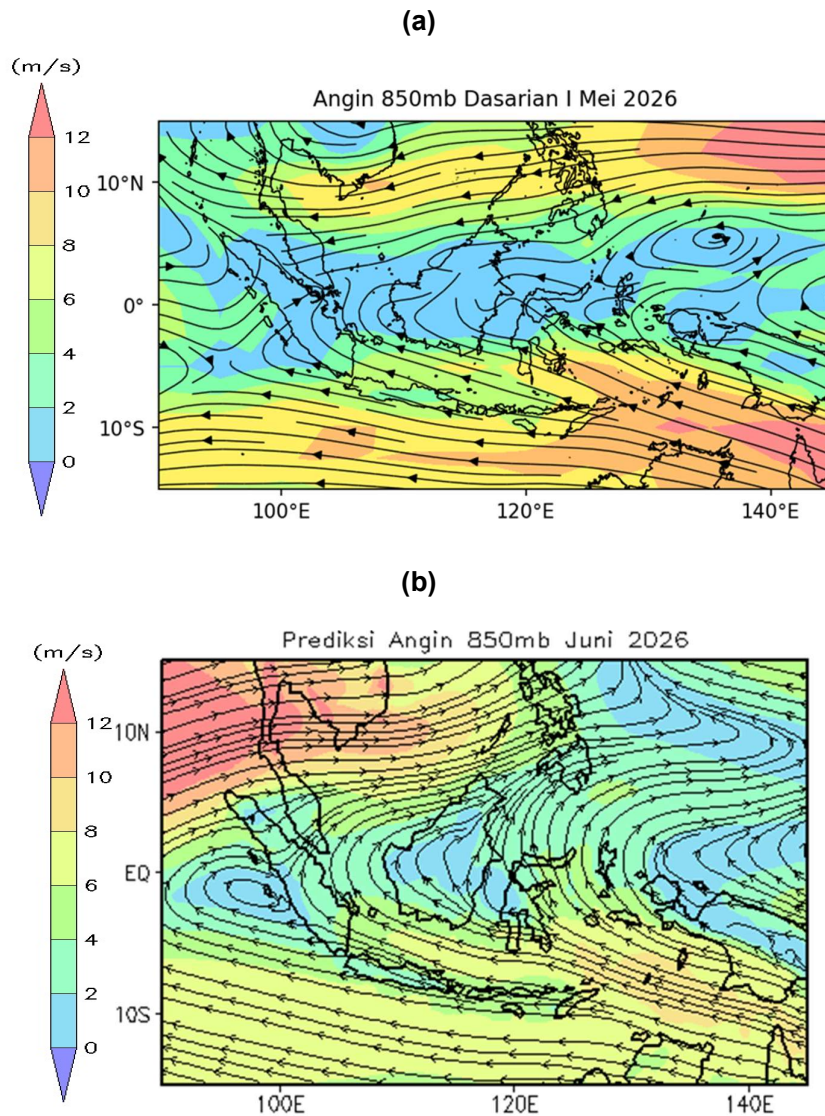 (a)
(m/s)
Angin 850mb Dasarian I Mei 2026
12
10
8
6
4
2
0
10°N
0°
10°S
100°E 120°E 140°E
(b)
(m/s)
Prediksi Angin 850mb Juni 2026
12
10
8
6
4
2
0
10N
EQ
10S
100E 120E 140E